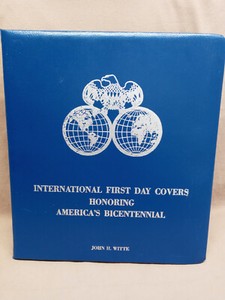 INTERNATIONAL FIRST DAY COVERS
HONORING
AMERICA'S BICENTENNIAL
JOHN H. WITTE